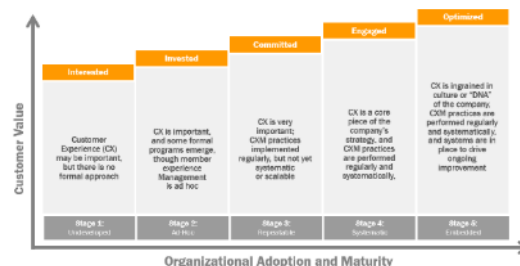 Optimized
Engaged
Committed
Invested
Interested
Customer
Experience (CX)
may be important,
but there is no
formal approach
CX is important,
and some formal
programs emerge,
though member
experience
Management
is ad hoc
CX is very
important;
CXM practices
implemented
regularly, but not yet
systematic
or scalable
CX is a core
piece of the
company's
strategy, and
CXM practices
are performed
regularly and
systematically,
CX is ingrained in
culture or "DNA" of
the company,
CXM practices are
performed regularly
and systematically,
and systems are in
place to drive
ongoing
improvement
Stage 1:
Undeveloped
Stage 2:
Ad Hoc
Stage 3:
Repeatable
Stage 4:
Systematic
Stage 5:
Embedded
Customer Value
Organizational Adoption and Maturity